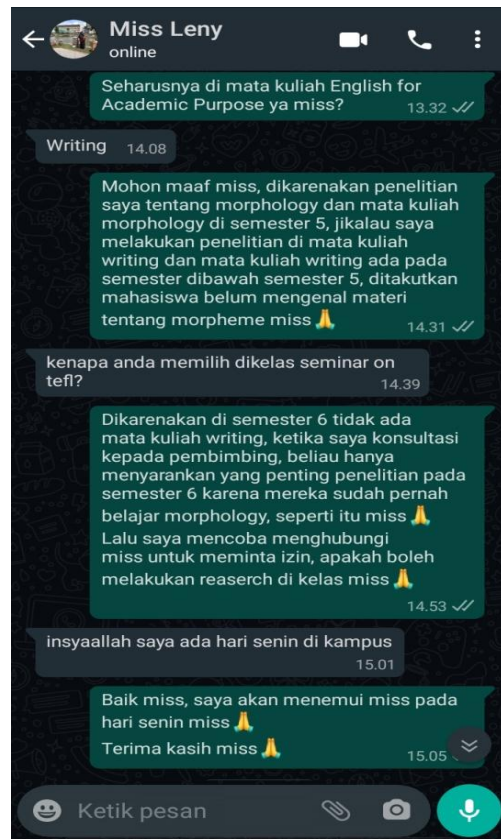 Miss Leny
online
Seharusnya di mata kuliah English for
Academic Purpose ya miss?
13.32
Writing 14.08
Mohon maaf miss, dikarenakan penelitian
saya tentang morphology dan mata kuliah
morphology di semester 5, jikalau saya
melakukan penelitian di mata kuliah
writing dan mata kuliah writing ada pada
semester dibawah semester 5, ditakutkan
mahasiswa belum mengenal materi
tentang morpheme miss 🙏
14.31
kenapa anda memilih dikelas seminar on
tefl?
14.39
Dikarenakan di semester 6 tidak ada
mata kuliah writing, ketika saya konsultasi
kepada pembimbing, beliau hanya
menyarankan yang penting penelitian pada
semester 6 karena mereka sudah pernah
belajar morphology, seperti itu miss 🙏
Lalu saya mencoba menghubungi
miss untuk meminta izin, apakah boleh
melakukan reaserch di kelas miss 🙏
14.53
insyaallah saya ada hari senin di kampus
15.01
Baik miss, saya akan menemui miss pada
hari senin miss 🙏
Terima kasih miss 🙏
15.05
Ketik pesan